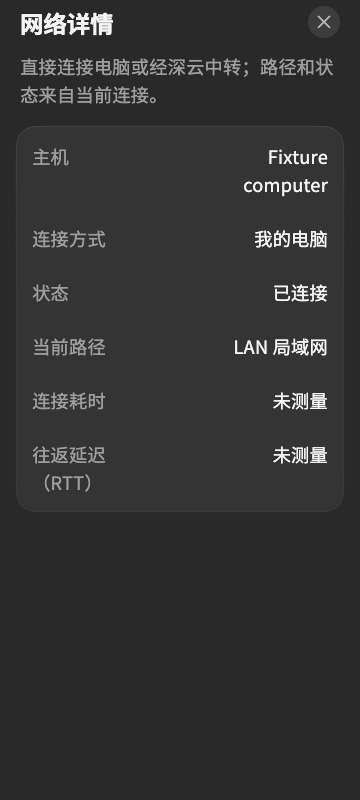 网络详情
直接连接电脑或经深云中转；路径和状
态来自当前连接。
主机
Fixture
computer
连接方式
我的电脑
状态
已连接
当前路径
LAN 局域网
连接耗时
未测量
往返延迟
（RTT）
未测量